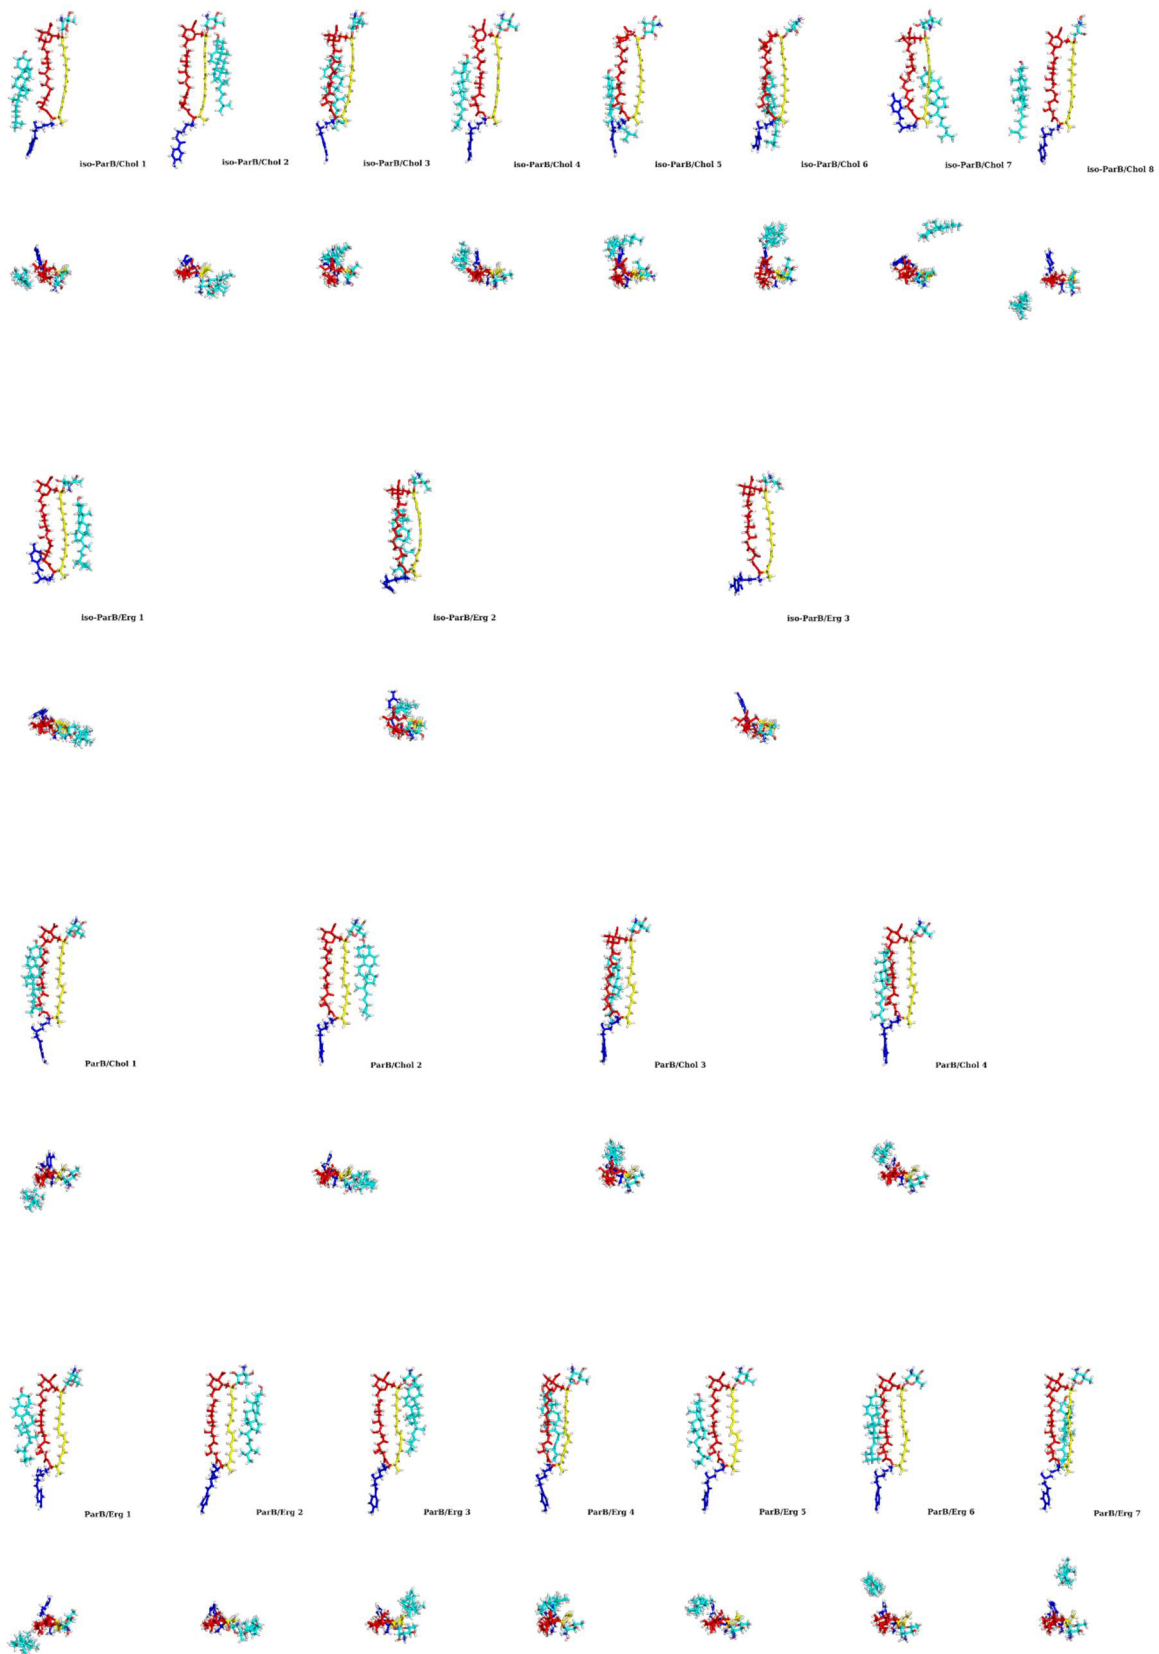 iso-ParB/Chol 1
iso-ParB/Chol 2
iso-ParB/Chol 3
iso-ParB/Chol 4
iso-ParB/Chol 5
iso-ParB/Chol 6
iso-ParB/Chol 7
iso-ParB/Chol 8
iso-ParB/Erg 1
iso-ParB/Erg 2
iso-ParB/Erg 3
ParB/Chol 1
ParB/Chol 2
ParB/Chol 3
ParB/Chol 4
ParB/Erg 1
ParB/Erg 2
ParB/Erg 3
ParB/Erg 4
ParB/Erg 5
ParB/Erg 6
ParB/Erg 7